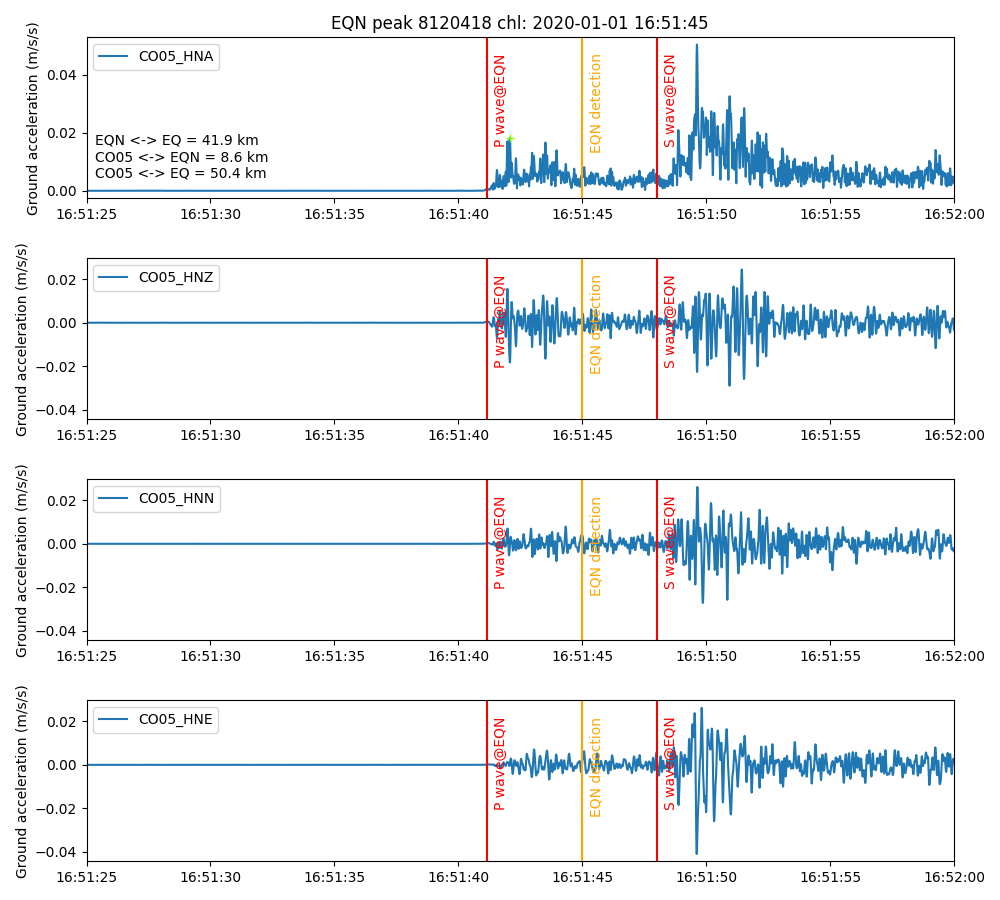 EQN peak 8120418 chl: 2020-01-01 16:51:45
Ground acceleration (m/s/s)
CO05_HNA
P wave@EQN
EQN detection
S wave@EQN
EQN <-> EQ = 41.9 km
CO05 <-> EQN = 8.6 km
CO05 <-> EQ = 50.4 km
0.04
0.02
0.00
16:51:25 16:51:30 16:51:35 16:51:40 16:51:45 16:51:50 16:51:55 16:52:00
Ground acceleration (m/s/s)
CO05_HNZ
P wave@EQN
EQN detection
S wave@EQN
0.02
0.00
−0.02
−0.04
16:51:25 16:51:30 16:51:35 16:51:40 16:51:45 16:51:50 16:51:55 16:52:00
Ground acceleration (m/s/s)
CO05_HNN
P wave@EQN
EQN detection
S wave@EQN
0.02
0.00
−0.02
−0.04
16:51:25 16:51:30 16:51:35 16:51:40 16:51:45 16:51:50 16:51:55 16:52:00
Ground acceleration (m/s/s)
CO05_HNE
P wave@EQN
EQN detection
S wave@EQN
0.02
0.00
−0.02
−0.04
16:51:25 16:51:30 16:51:35 16:51:40 16:51:45 16:51:50 16:51:55 16:52:00